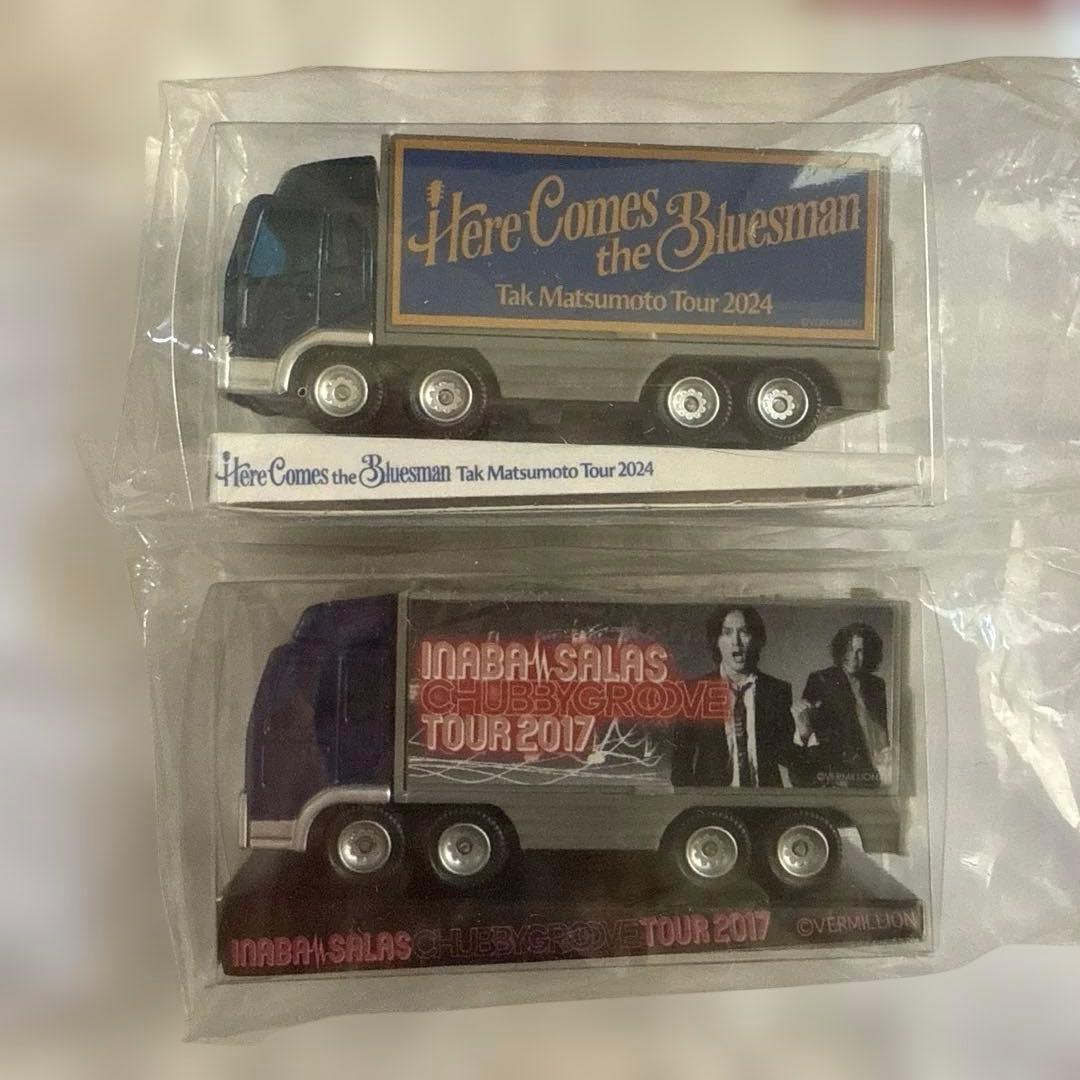 Here Comes
the Bluesman
Tak Matsumoto Tour 2024
©VERMILLION
Here Comes the Bluesman Tak Matsumoto Tour 2024
INABA SALAS
CHUBBYGROOVE
TOUR 2017
©VERMILLION
INABA SALAS CHUBBYGROOVE TOUR 2017 ©VERMILLION